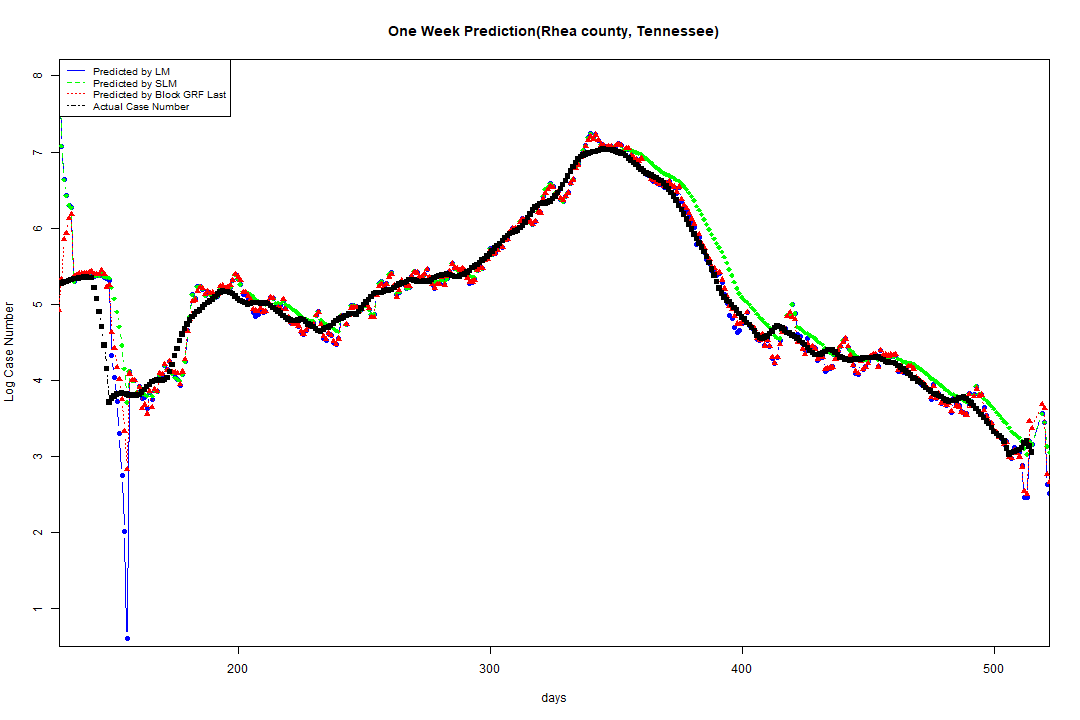 One Week Prediction(Rhea county, Tennessee)
Predicted by LM
Predicted by SLM
Predicted by Block GRF Last
Actual Case Number
8
7
6
5
4
3
2
1
Log Case Number
200 300 400 500
days